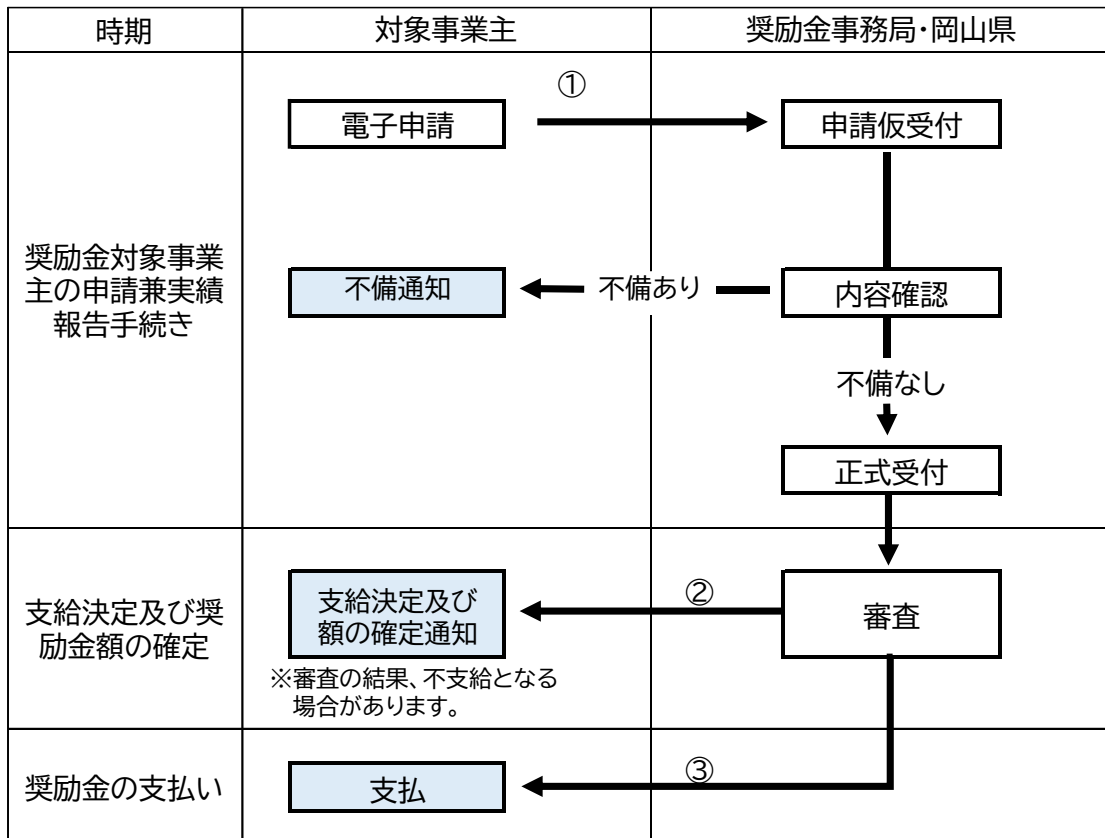 時期
対象事業主
奨励金事務局・岡山県
①
電子申請
申請仮受付
奨励金対象事業
主の申請兼実績
報告手続き
不備通知
不備あり
内容確認
不備なし
正式受付
支給決定及び奨
励金額の確定
支給決定及び
額の確定通知
②
審査
※審査の結果、不支給となる
場合があります。
奨励金の支払い
支払
③